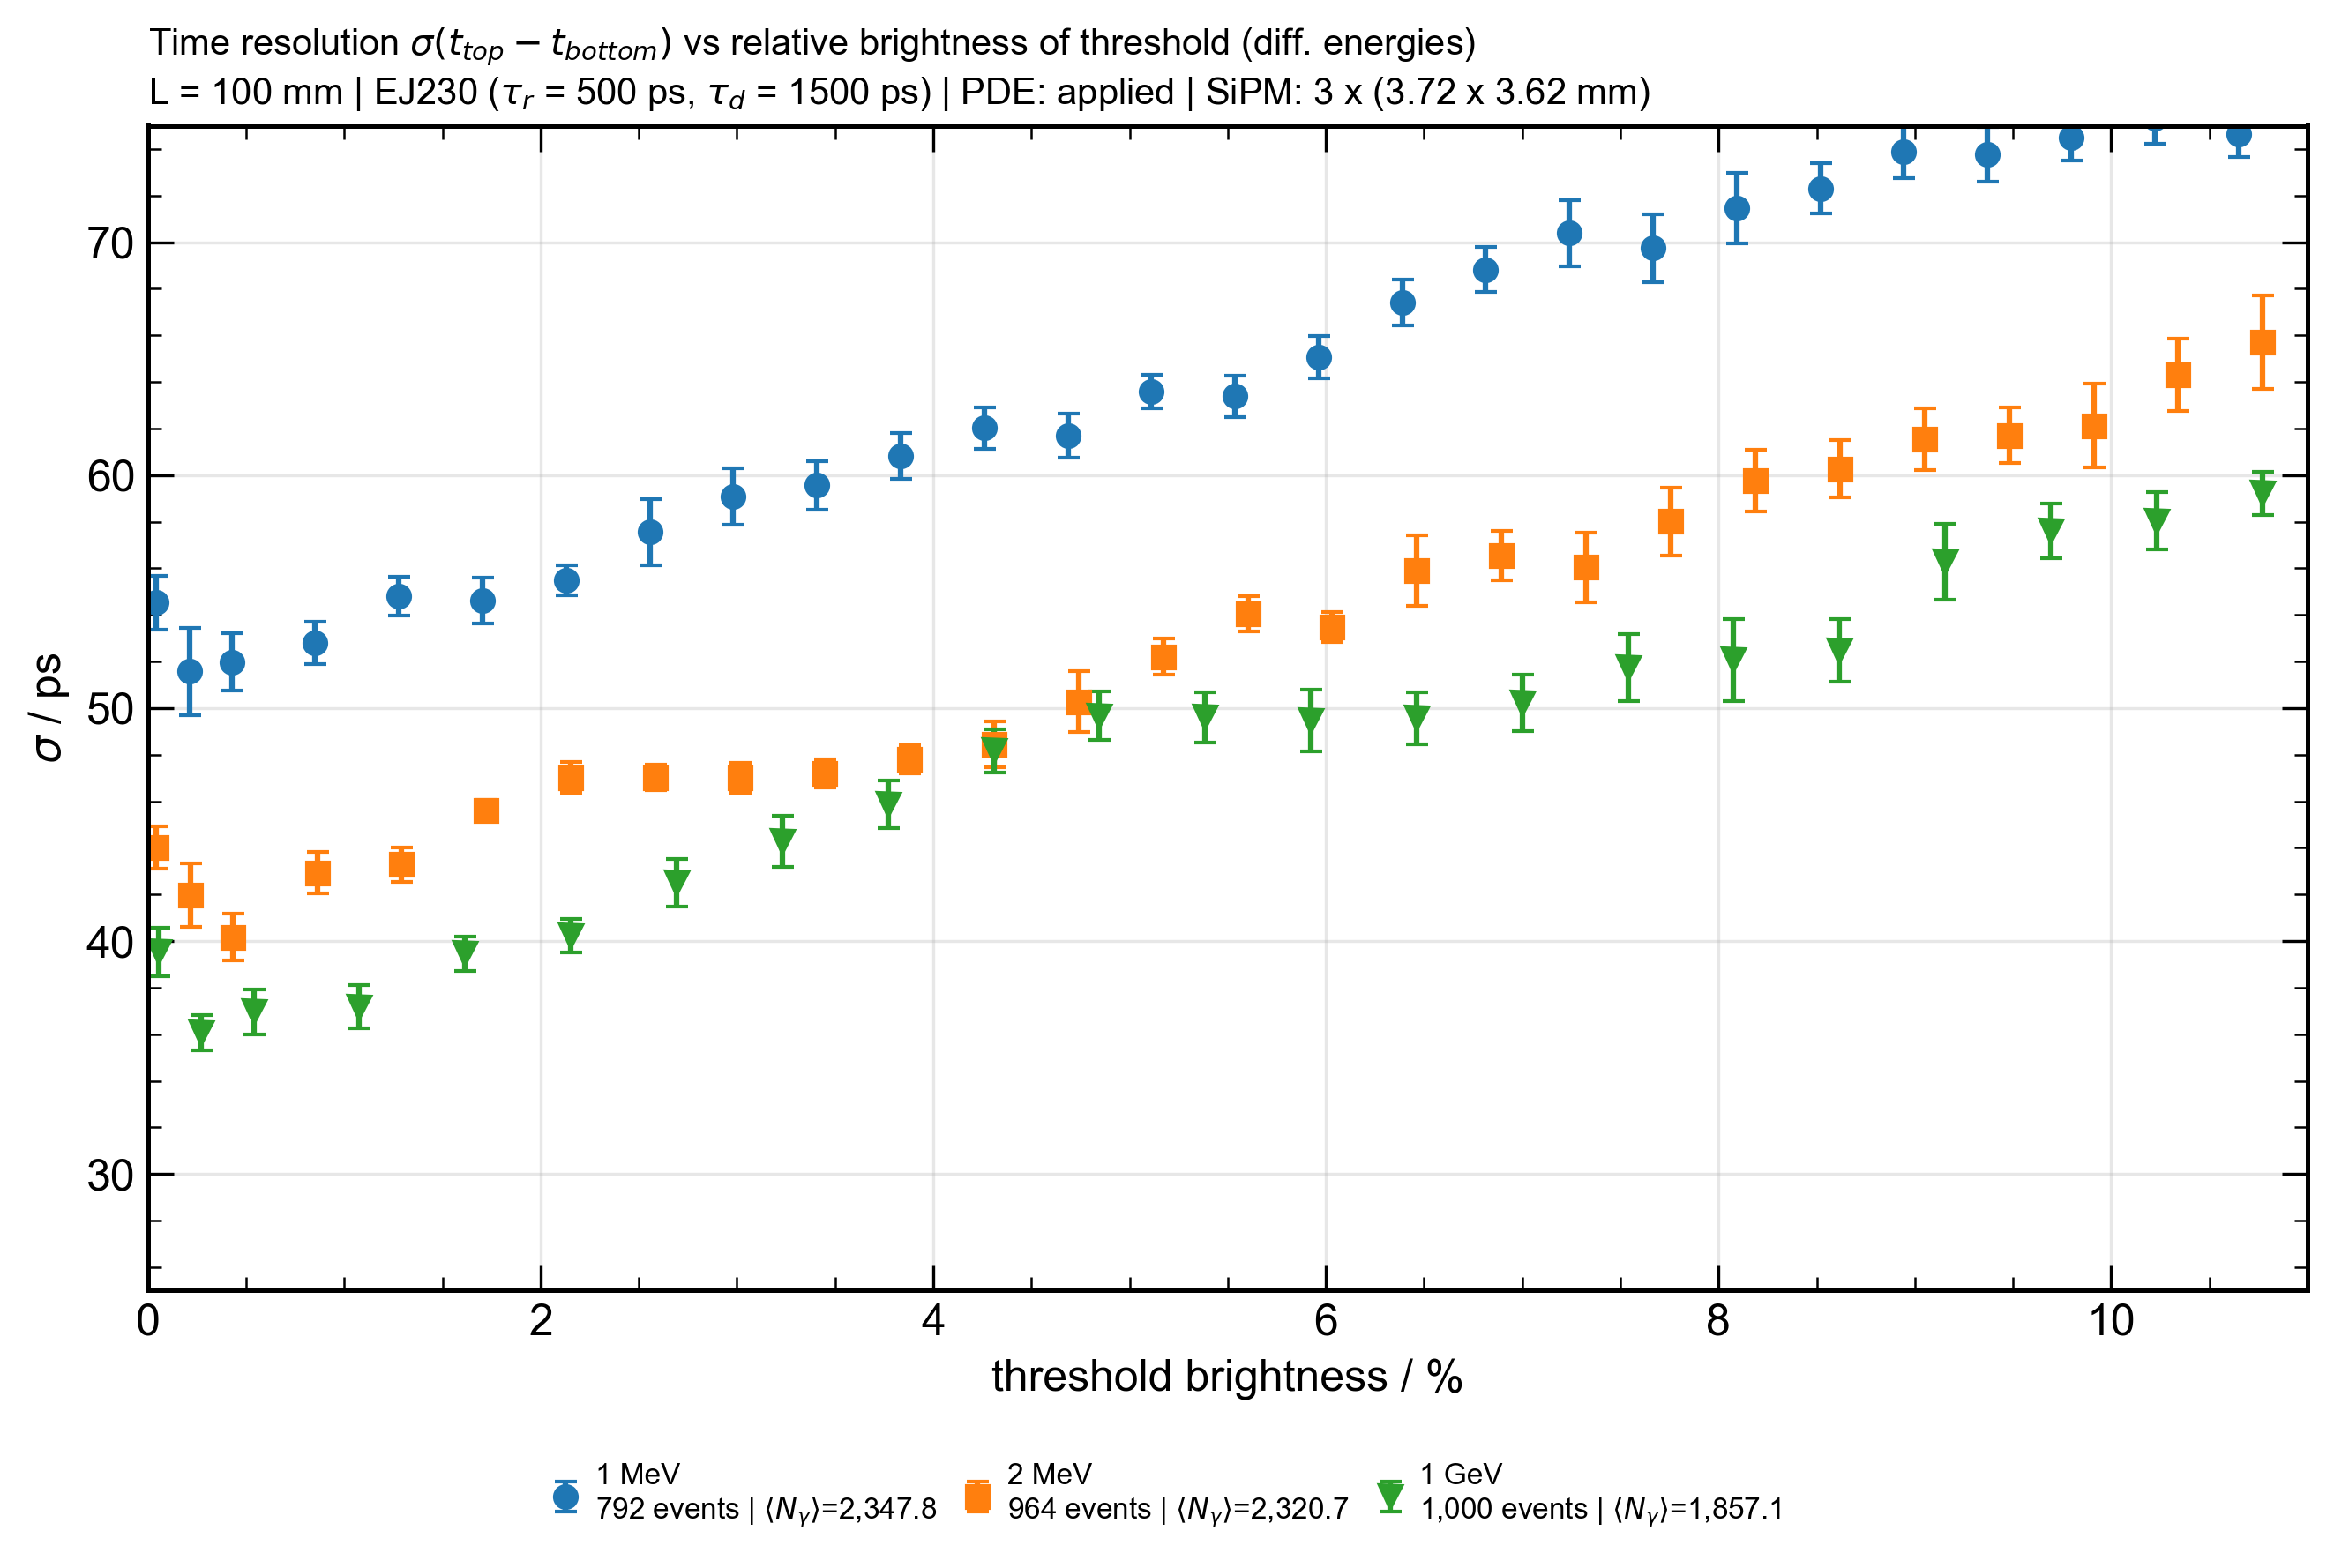 Time resolution σ(t_top − t_bottom) vs relative brightness of threshold (diff. energies)
L = 100 mm | EJ230 (τ_r = 500 ps, τ_d = 1500 ps) | PDE: applied | SiPM: 3 x (3.72 x 3.62 mm)
70
60
50
40
30
σ / ps
0 2 4 6 8 10
threshold brightness / %
1 MeV
792 events | ⟨N_γ⟩=2,347.8
2 MeV
964 events | ⟨N_γ⟩=2,320.7
1 GeV
1,000 events | ⟨N_γ⟩=1,857.1